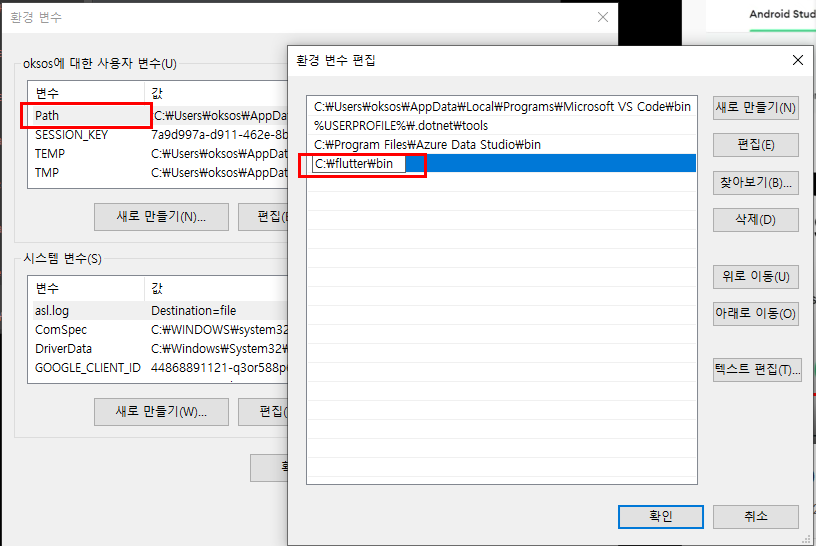 환경 변수
Android Stud
oksos에 대한 사용자 변수(U)
변수 값
Path C:₩Users₩oksos₩AppDat
SESSION_KEY 7a9d997a-d911-462e-8b
TEMP C:₩Users₩oksos₩AppDat
TMP C:₩Users₩oksos₩AppDat
새로 만들기(N)...
편집(E
시스템 변수(S)
변수 값
asl.log Destination=file
ComSpec C:₩WINDOWS₩system32
DriverData C:₩Windows₩System32₩
GOOGLE_CLIENT_ID 44868891121-q3or588p
새로 만들기(W)...
편집(
환경 변수 편집
C:₩Users₩oksos₩AppData₩Local₩Programs₩Microsoft VS Code₩bin
%USERPROFILE%₩.dotnet₩tools
C:₩Program Files₩Azure Data Studio₩bin
C:₩flutter₩bin
새로 만들기(N)
편집(E)
찾아보기(B)...
삭제(D)
위로 이동(U)
아래로 이동(O)
텍스트 편집(T)...
확인
취소